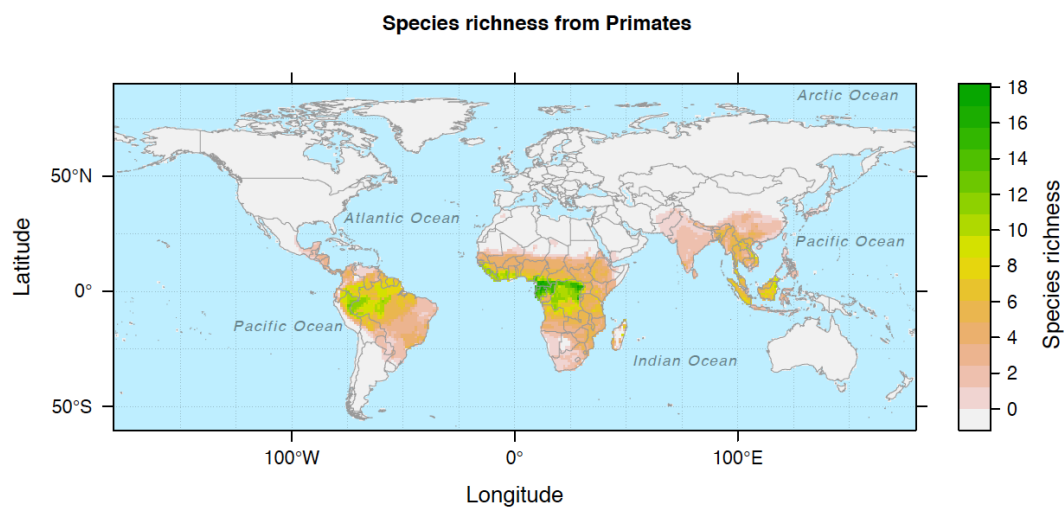 Species richness from Primates
Arctic Ocean
Atlantic Ocean
Pacific Ocean
Pacific Ocean
Indian Ocean
50°N
0°
50°S
Latitude
100°W
0°
100°E
Longitude
18
16
14
12
10
8
6
4
2
0
Species richness